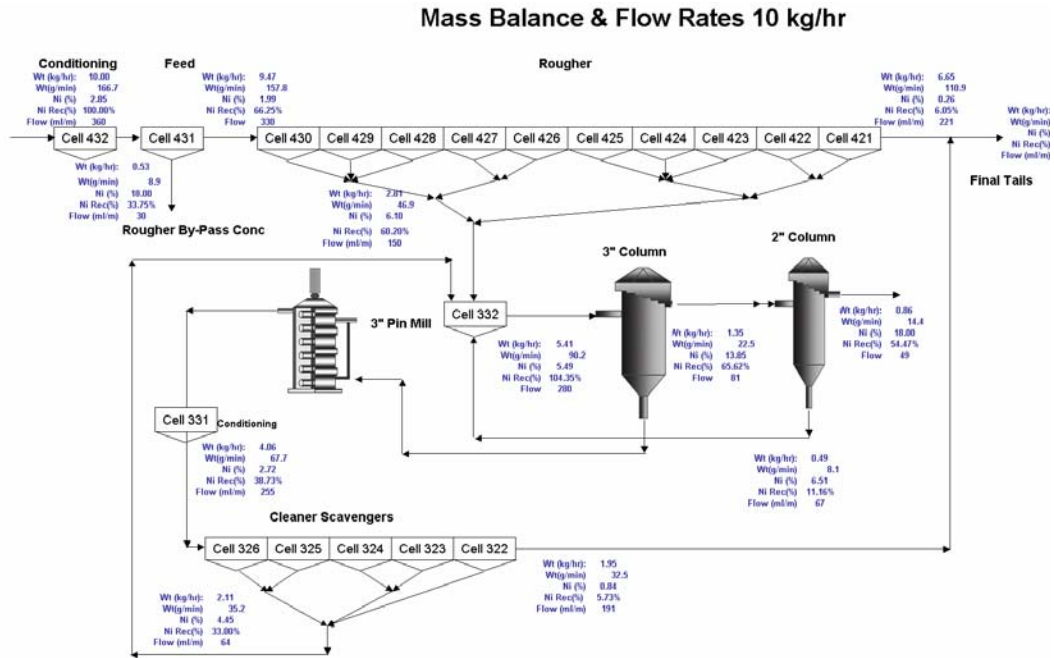 Mass Balance & Flow Rates 10 kg/hr
Conditioning
Wt (kg/hr): 10.00
Wt(g/min) 166.7
Ni (%) 2.85
Ni Rec(%) 100.00%
Flow (ml/m) 360
Feed
Wt (kg/hr): 9.47
Wt(g/min) 157.8
Ni (%) 1.99
Ni Rec(%) 66.25%
Flow 330
Rougher
Wt (kg/hr): 6.65
Wt(g/min) 110.9
Ni (%) 0.26
Ni Rec(%) 6.05%
Flow (ml/m) 221
Wt (kg/hr):
Wt(g/min)
Ni (%)
Ni Rec(%)
Flow (ml/m)
Final Tails
Cell 432
Cell 431
Cell 430
Cell 429
Cell 428
Cell 427
Cell 426
Cell 425
Cell 424
Cell 423
Cell 422
Cell 421
Wt (kg/hr): 0.53
Wt(g/min) 8.9
Ni (%) 18.00
Ni Rec(%) 33.75%
Flow (ml/m) 30
Rougher By-Pass Conc
Wt (kg/hr): 2.81
Wt(g/min) 46.9
Ni (%) 6.10
Ni Rec(%) 60.20%
Flow (ml/m) 150
3" Pin Mill
Cell 332
3" Column
2" Column
Wt (kg/hr): 5.41
Wt(g/min) 90.2
Ni (%) 5.49
Ni Rec(%) 104.35%
Flow 280
Wt (kg/hr): 1.35
Wt(g/min) 22.5
Ni (%) 13.85
Ni Rec(%) 65.62%
Flow 81
Wt (kg/hr): 0.86
Wt(g/min) 14.4
Ni (%) 18.00
Ni Rec(%) 54.47%
Flow 49
Cell 331
Conditioning
Wt (kg/hr): 4.06
Wt(g/min) 67.7
Ni (%) 2.72
Ni Rec(%) 38.73%
Flow (ml/m) 255
Wt (kg/hr): 0.49
Wt(g/min) 8.1
Ni (%) 6.51
Ni Rec(%) 11.16%
Flow (ml/m) 67
Cleaner Scavengers
Cell 326
Cell 325
Cell 324
Cell 323
Cell 322
Wt (kg/hr): 2.11
Wt(g/min) 35.2
Ni (%) 4.45
Ni Rec(%) 33.00%
Flow (ml/m) 64
Wt (kg/hr): 1.95
Wt(g/min) 32.5
Ni (%) 0.84
Ni Rec(%) 5.73%
Flow (ml/m) 191